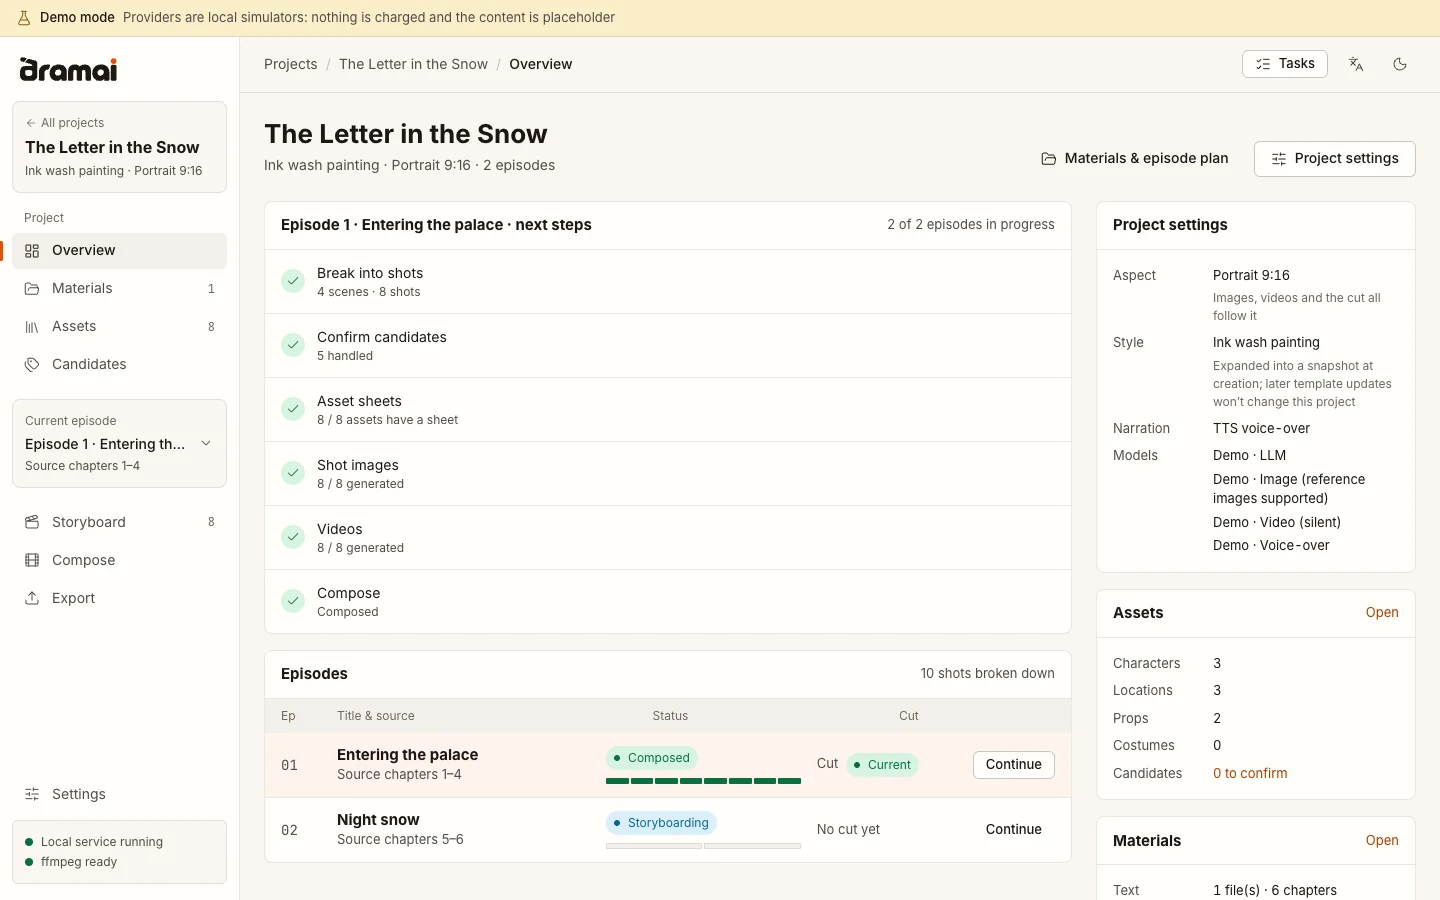 Demo mode Providers are local simulators: nothing is charged and the content is placeholder
aramai
Projects / The Letter in the Snow / Overview
Tasks
← All projects
The Letter in the Snow
Ink wash painting · Portrait 9:16
Project
Overview
Materials 1
Assets 8
Candidates
Current episode
Episode 1 · Entering th...
Source chapters 1–4
Storyboard 8
Compose
Export
Settings
Local service running
ffmpeg ready
The Letter in the Snow
Ink wash painting · Portrait 9:16 · 2 episodes
Materials & episode plan
Project settings
Episode 1 · Entering the palace · next steps
2 of 2 episodes in progress
Break into shots
4 scenes · 8 shots
Confirm candidates
5 handled
Asset sheets
8 / 8 assets have a sheet
Shot images
8 / 8 generated
Videos
8 / 8 generated
Compose
Composed
Episodes
10 shots broken down
Ep Title & source Status Cut
01 Entering the palace Composed Cut Current Continue
Source chapters 1–4
02 Night snow Storyboarding No cut yet Continue
Source chapters 5–6
Project settings
Aspect Portrait 9:16
Images, videos and the cut all
follow it
Style Ink wash painting
Expanded into a snapshot at
creation; later template updates
won't change this project
Narration TTS voice-over
Models Demo · LLM
Demo · Image (reference
images supported)
Demo · Video (silent)
Demo · Voice-over
Assets Open
Characters 3
Locations 3
Props 2
Costumes 0
Candidates 0 to confirm
Materials Open
Text 1 file(s) · 6 chapters